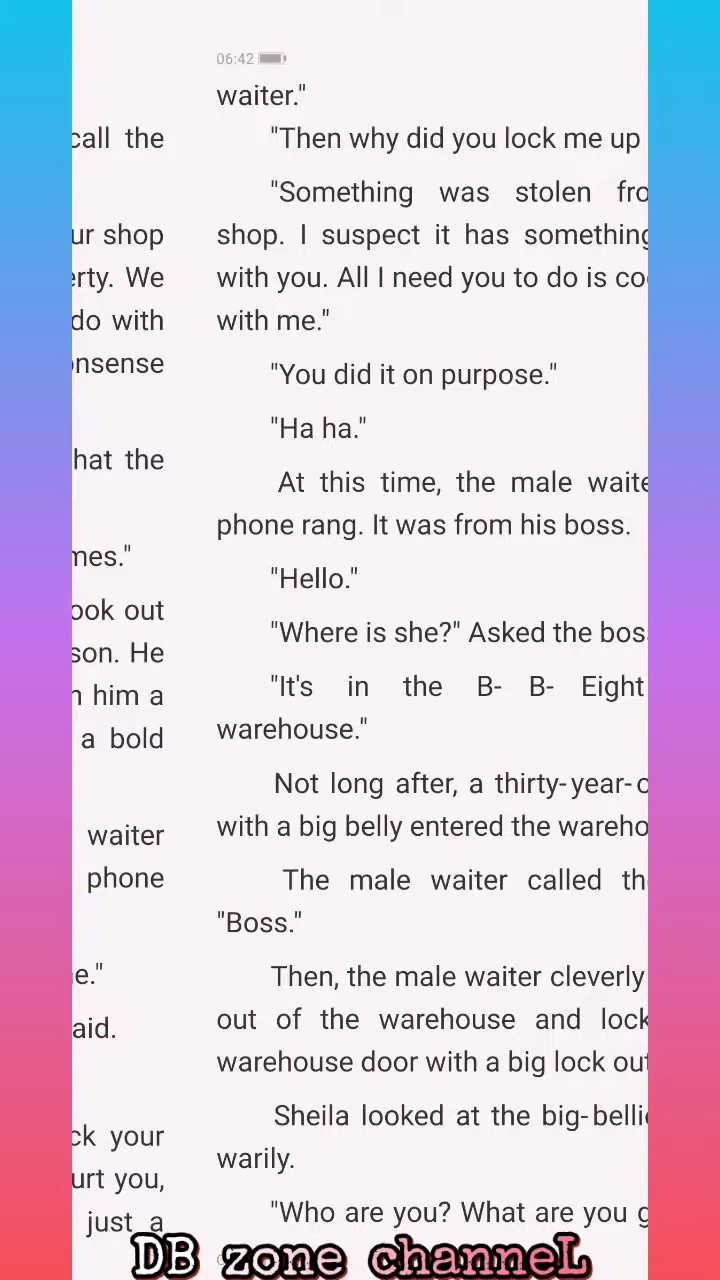 call the
ur shop
erty. We
do with
onsense
hat the
mes."
ook out
son. He
him a
a bold
waiter
phone
e."
aid.
ck your
urt you,
just a
06:42
waiter."
"Then why did you lock me up
"Something was stolen fro
shop. I suspect it has something
with you. All I need you to do is co
with me."
"You did it on purpose."
"Ha ha."
At this time, the male waite
phone rang. It was from his boss.
"Hello."
"Where is she?" Asked the bos
"It's in the B- B- Eight
warehouse."
Not long after, a thirty-year-o
with a big belly entered the wareho
The male waiter called th
"Boss."
Then, the male waiter cleverly
out of the warehouse and lock
warehouse door with a big lock out
Sheila looked at the big-bellie
warily.
"Who are you? What are you g
DB zone channeL